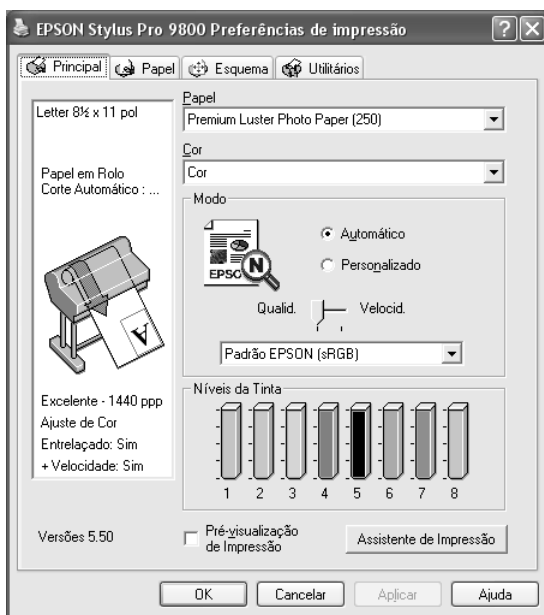 EPSON Stylus Pro 9800 Preferências de impressão
Principal Papel Esquema Utilitários
Letter 8½ x 11 pol
Papel em Rolo
Corte Automático : ...
A
Excelente - 1440 ppp
Ajuste de Cor
Entrelaçado: Sim
+ Velocidade: Sim
Versões 5.50
Papel
Premium Luster Photo Paper (250)
Cor
Cor
Modo
EPSO N
Automático
Personalizado
Qualid. Velocid.
Padrão EPSON (sRGB)
Níveis da Tinta
1 2 3 4 5 6 7 8
Pré-visualização
de Impressão
Assistente de Impressão
OK Cancelar Aplicar Ajuda